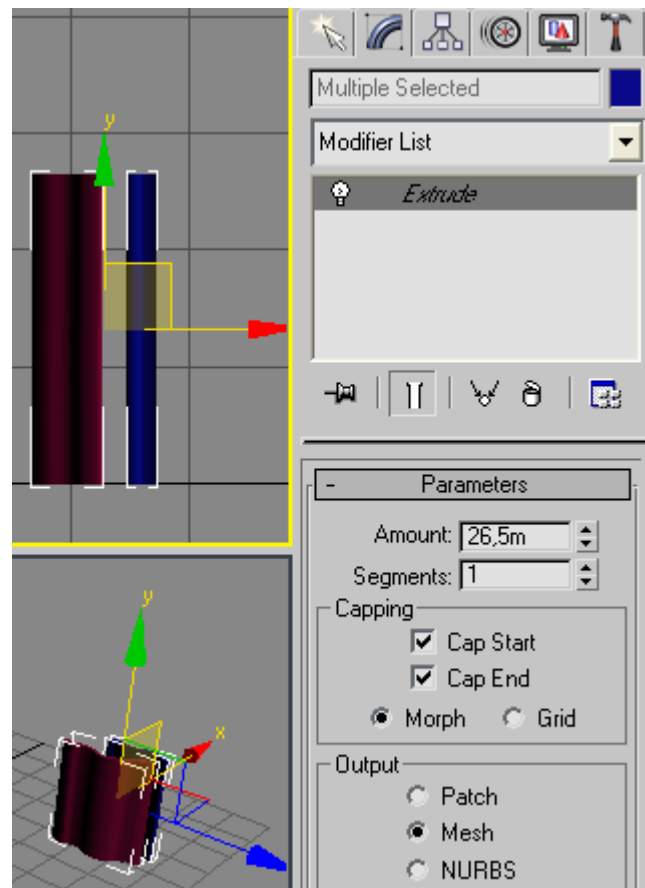 Multiple Selected
Modifier List
Extrude
- Parameters
Amount: 26,5m
Segments: 1
Capping
Cap Start
Cap End
Morph Grid
Output
Patch
Mesh
NURBS
y
y
x